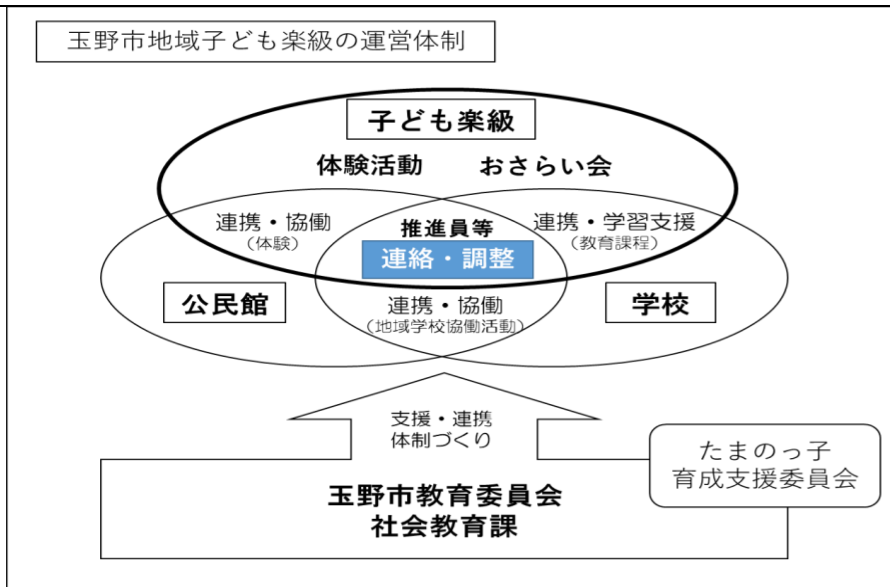 玉野市地域子ども楽級の運営体制
子ども楽級
体験活動 おさらい会
連携・協働
(体験)
推進員等
連絡・調整
連携・学習支援
(教育課程)
公民館
連携・協働
(地域学校協働活動)
学校
支援・連携
体制づくり
たまのっ子
育成支援委員会
玉野市教育委員会
社会教育課